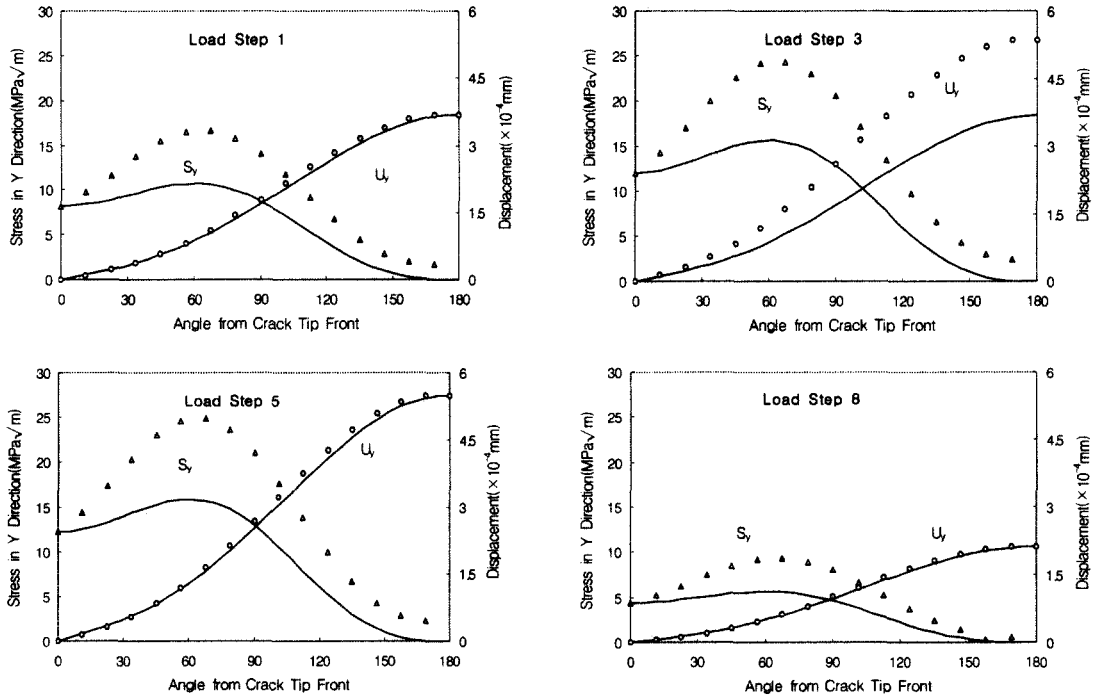 Load Step 1
Stress in Y Direction(MPa√m)
30
25
20
15
10
5
0
Sy
Uy
6
4.5
3
1.5
0
Displacement(×10⁻⁴mm)
0 30 60 90 120 150 180
Angle from Crack Tip Front
Load Step 3
Stress in Y Direction(MPa√m)
30
25
20
15
10
5
0
Sy
Uy
6
4.5
3
1.5
0
Displacement(×10⁻⁴mm)
0 30 60 90 120 150 180
Angle from Crack Tip Front
Load Step 5
Stress in Y Direction(MPa√m)
30
25
20
15
10
5
0
Sy
Uy
6
4.5
3
1.5
0
Displacement(×10⁻⁴mm)
0 30 60 90 120 150 180
Angle from Crack Tip Front
Load Step 8
Stress in Y Direction(MPa√m)
30
25
20
15
10
5
0
Sy
Uy
6
4.5
3
1.5
0
Displacement(×10⁻⁴mm)
0 30 60 90 120 150 180
Angle from Crack Tip Front